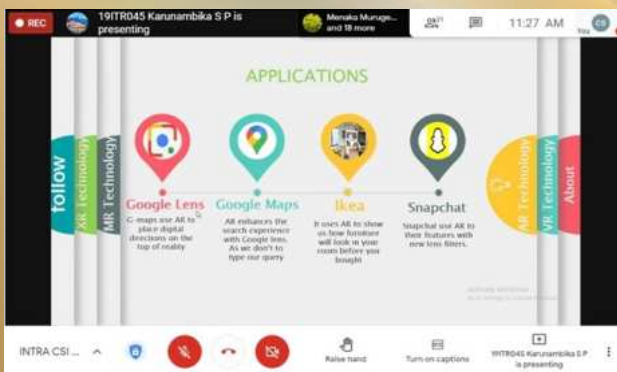 REC
19ITR045 Karunambika S P is
presenting
Menaka Muruge...
and 18 more
11:27 AM
CS
You
APPLICATIONS
follow
XR Technology
MR Technology
Google Lens
G-maps use AR to
place digital
directions on the
top of reality
Google Maps
AR enhances the
search experience
with Google lens.
As we don't to
type our query
Ikea
It uses AR to show
us how furniture
will look in your
room before you
bought
Snapchat
Snapchat use AR to
their features with
new lens filters.
AR Technology
VR Technology
About
INTRA CSI ...
Raise hand
Turn on captions
19ITR045 Karunambika S P
is presenting